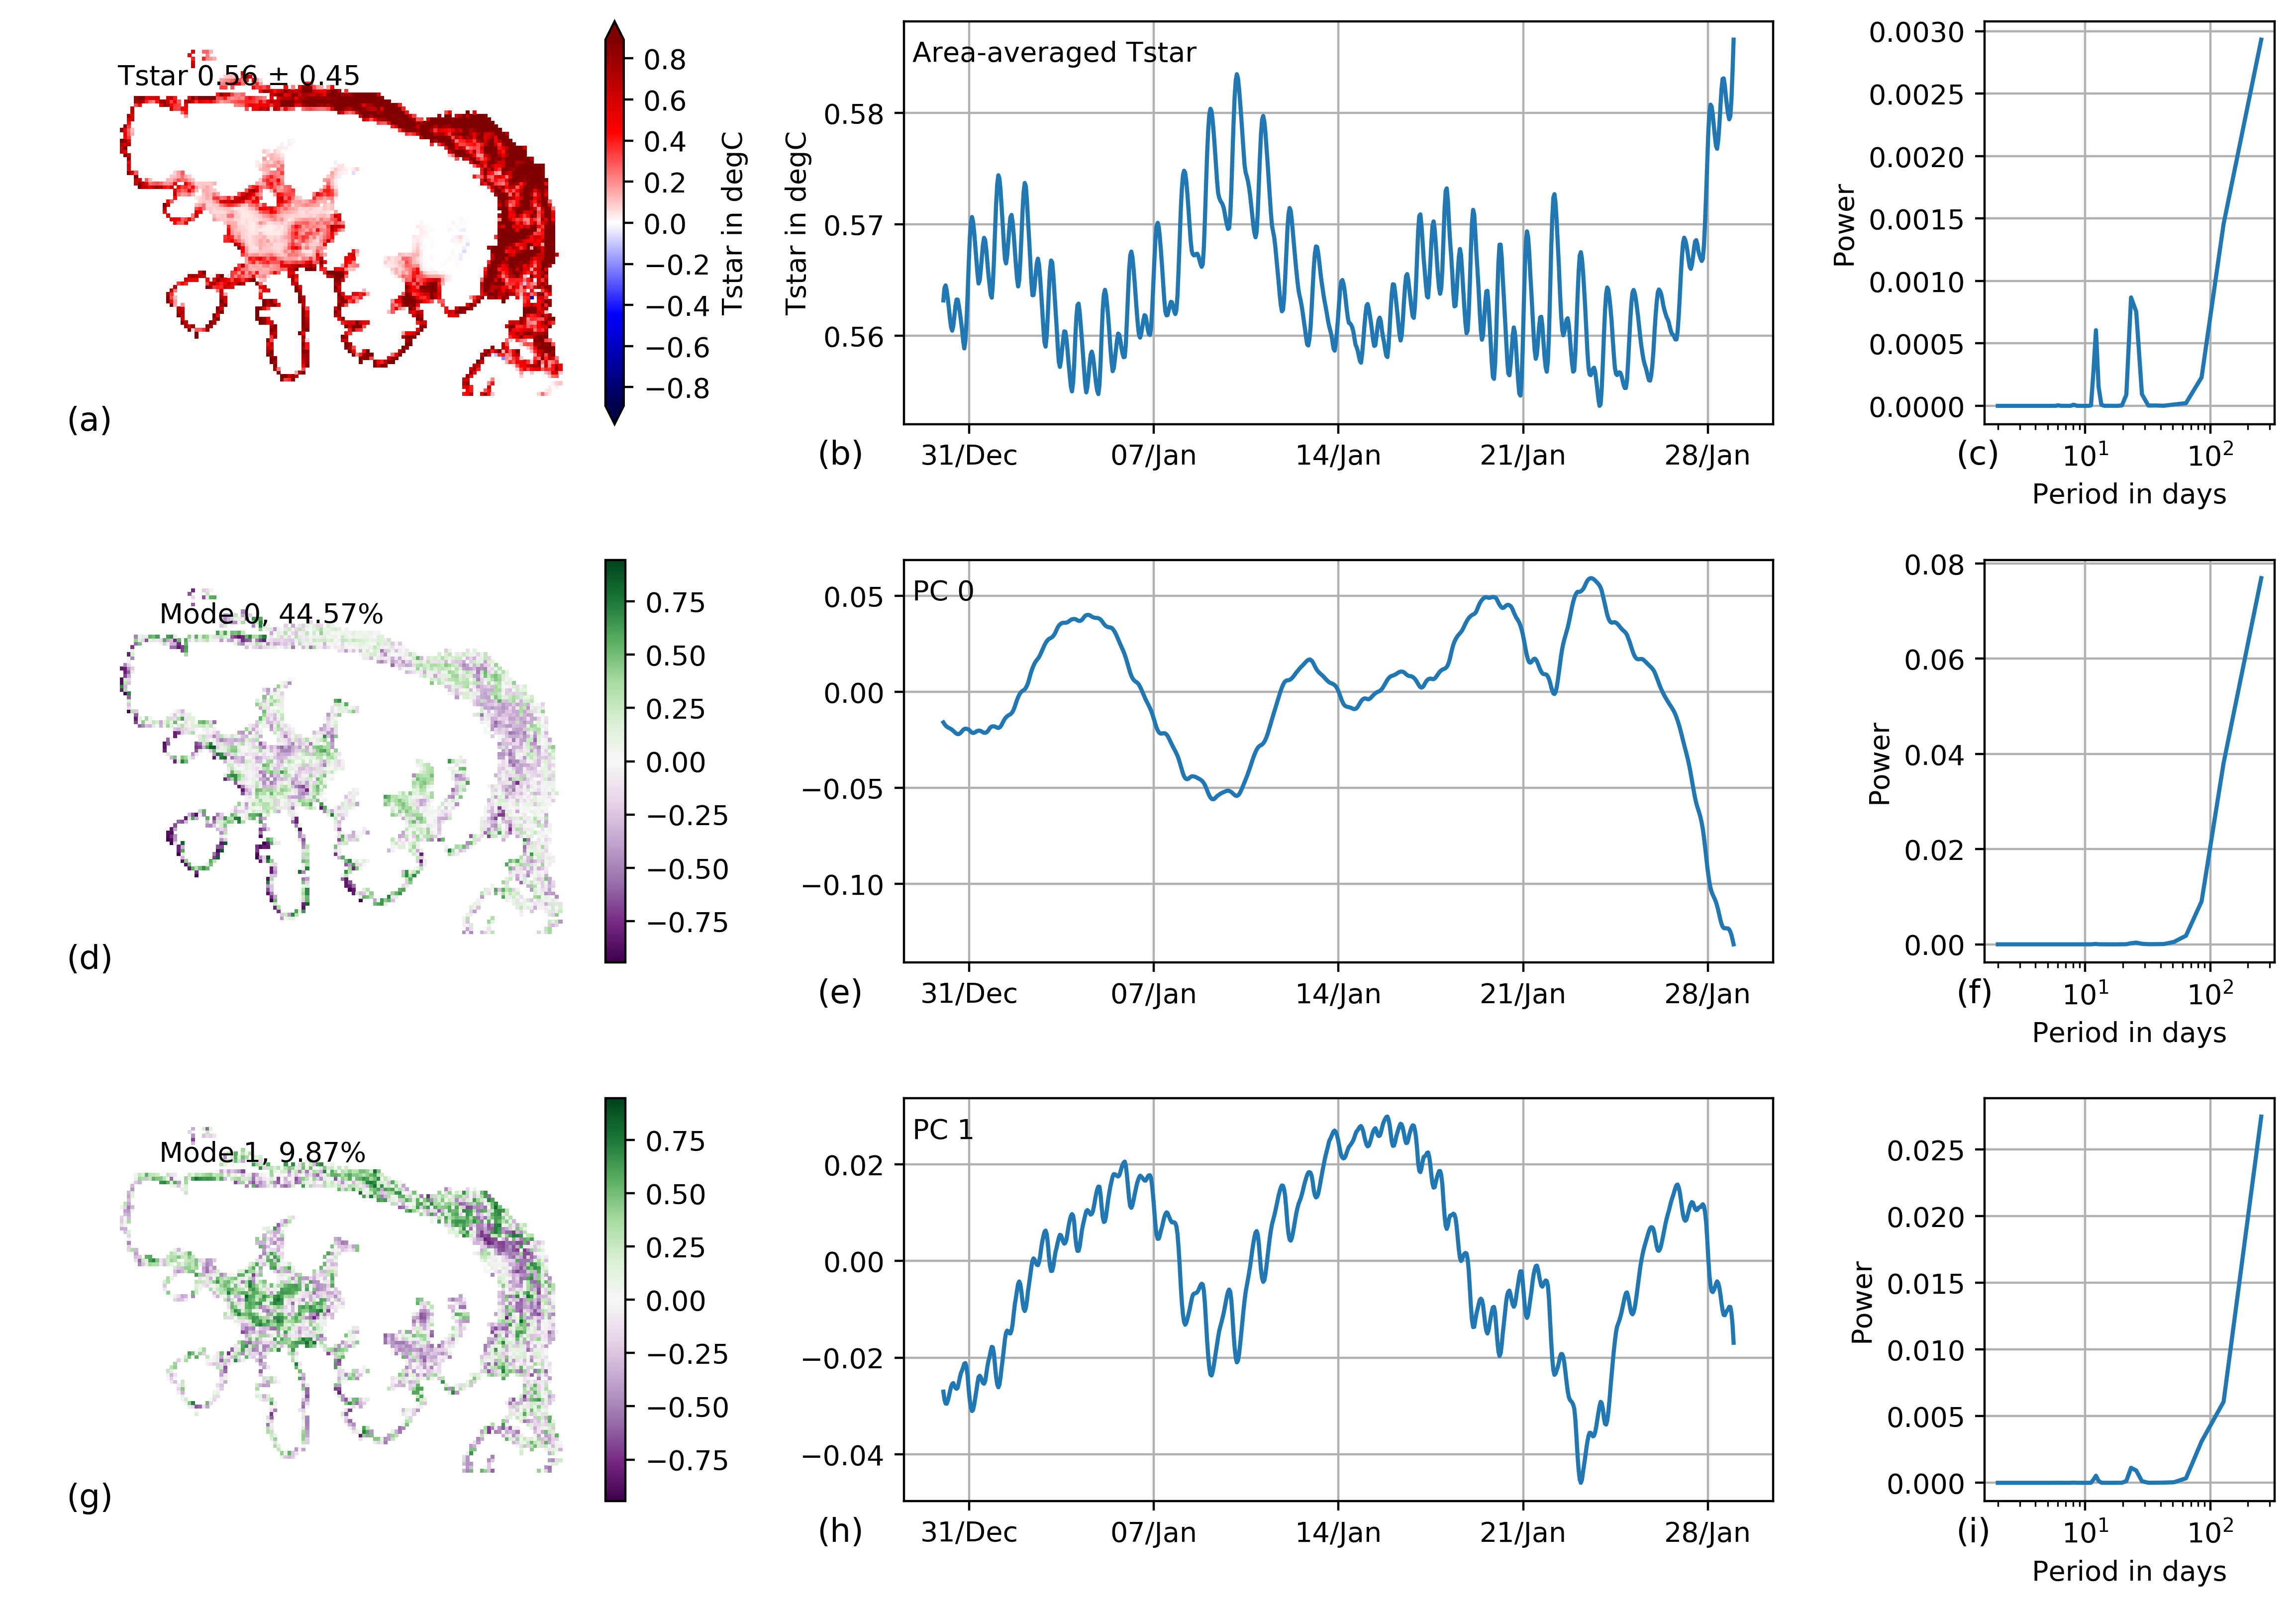 Tstar 0.56 ± 0.45
0.8
0.6
0.4
0.2
0.0
−0.2
−0.4
−0.6
−0.8
Tstar in degC
(a)
Area-averaged Tstar
Tstar in degC
0.58
0.57
0.56
31/Dec
07/Jan
14/Jan
21/Jan
28/Jan
(b)
Power
0.0030
0.0025
0.0020
0.0015
0.0010
0.0005
0.0000
10¹
10²
Period in days
(c)
Mode 0, 44.57%
0.75
0.50
0.25
0.00
−0.25
−0.50
−0.75
(d)
PC 0
0.05
0.00
−0.05
−0.10
31/Dec
07/Jan
14/Jan
21/Jan
28/Jan
(e)
Power
0.08
0.06
0.04
0.02
0.00
10¹
10²
Period in days
(f)
Mode 1, 9.87%
0.75
0.50
0.25
0.00
−0.25
−0.50
−0.75
(g)
PC 1
0.02
0.00
−0.02
−0.04
31/Dec
07/Jan
14/Jan
21/Jan
28/Jan
(h)
Power
0.025
0.020
0.015
0.010
0.005
0.000
10¹
10²
Period in days
(i)